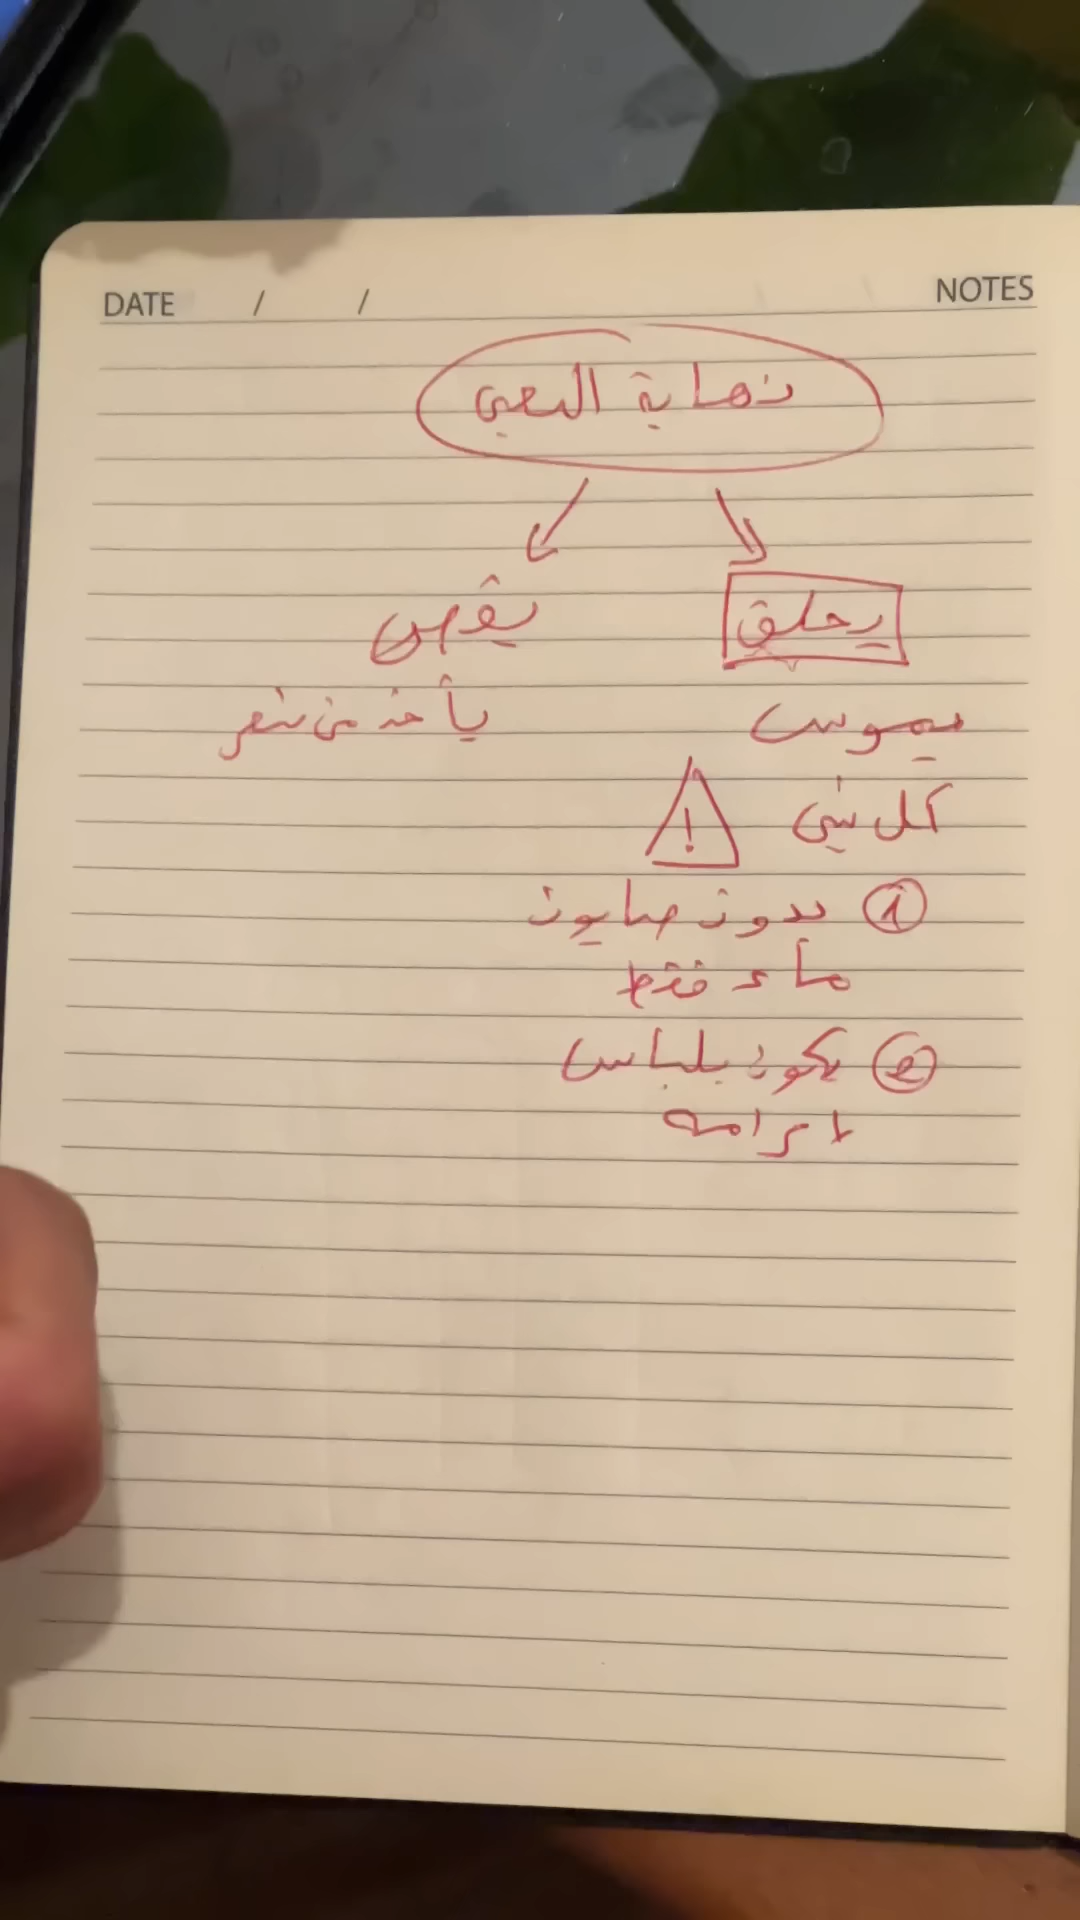 DATE / / NOTES
نهاية السعي
يحلق
يقص
بموس
يأخذ من شعر
كل شي !
1 بدون صابون
ماء فقط
2 يكون بلباس
احرامه